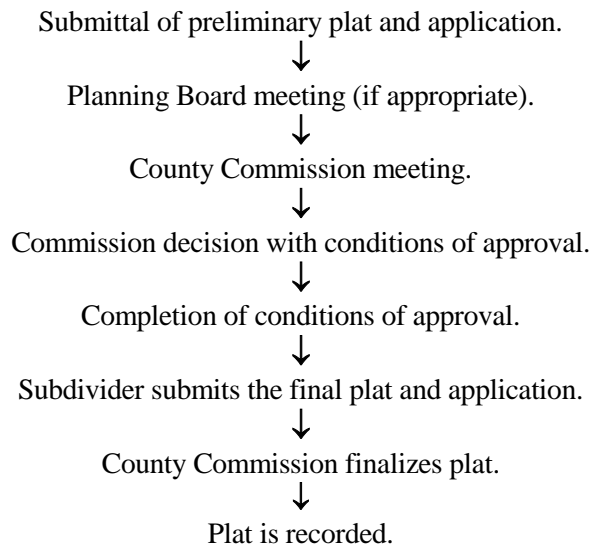 Submittal of preliminary plat and application.
Planning Board meeting (if appropriate).
County Commission meeting.
Commission decision with conditions of approval.
Completion of conditions of approval.
Subdivider submits the final plat and application.
County Commission finalizes plat.
Plat is recorded.